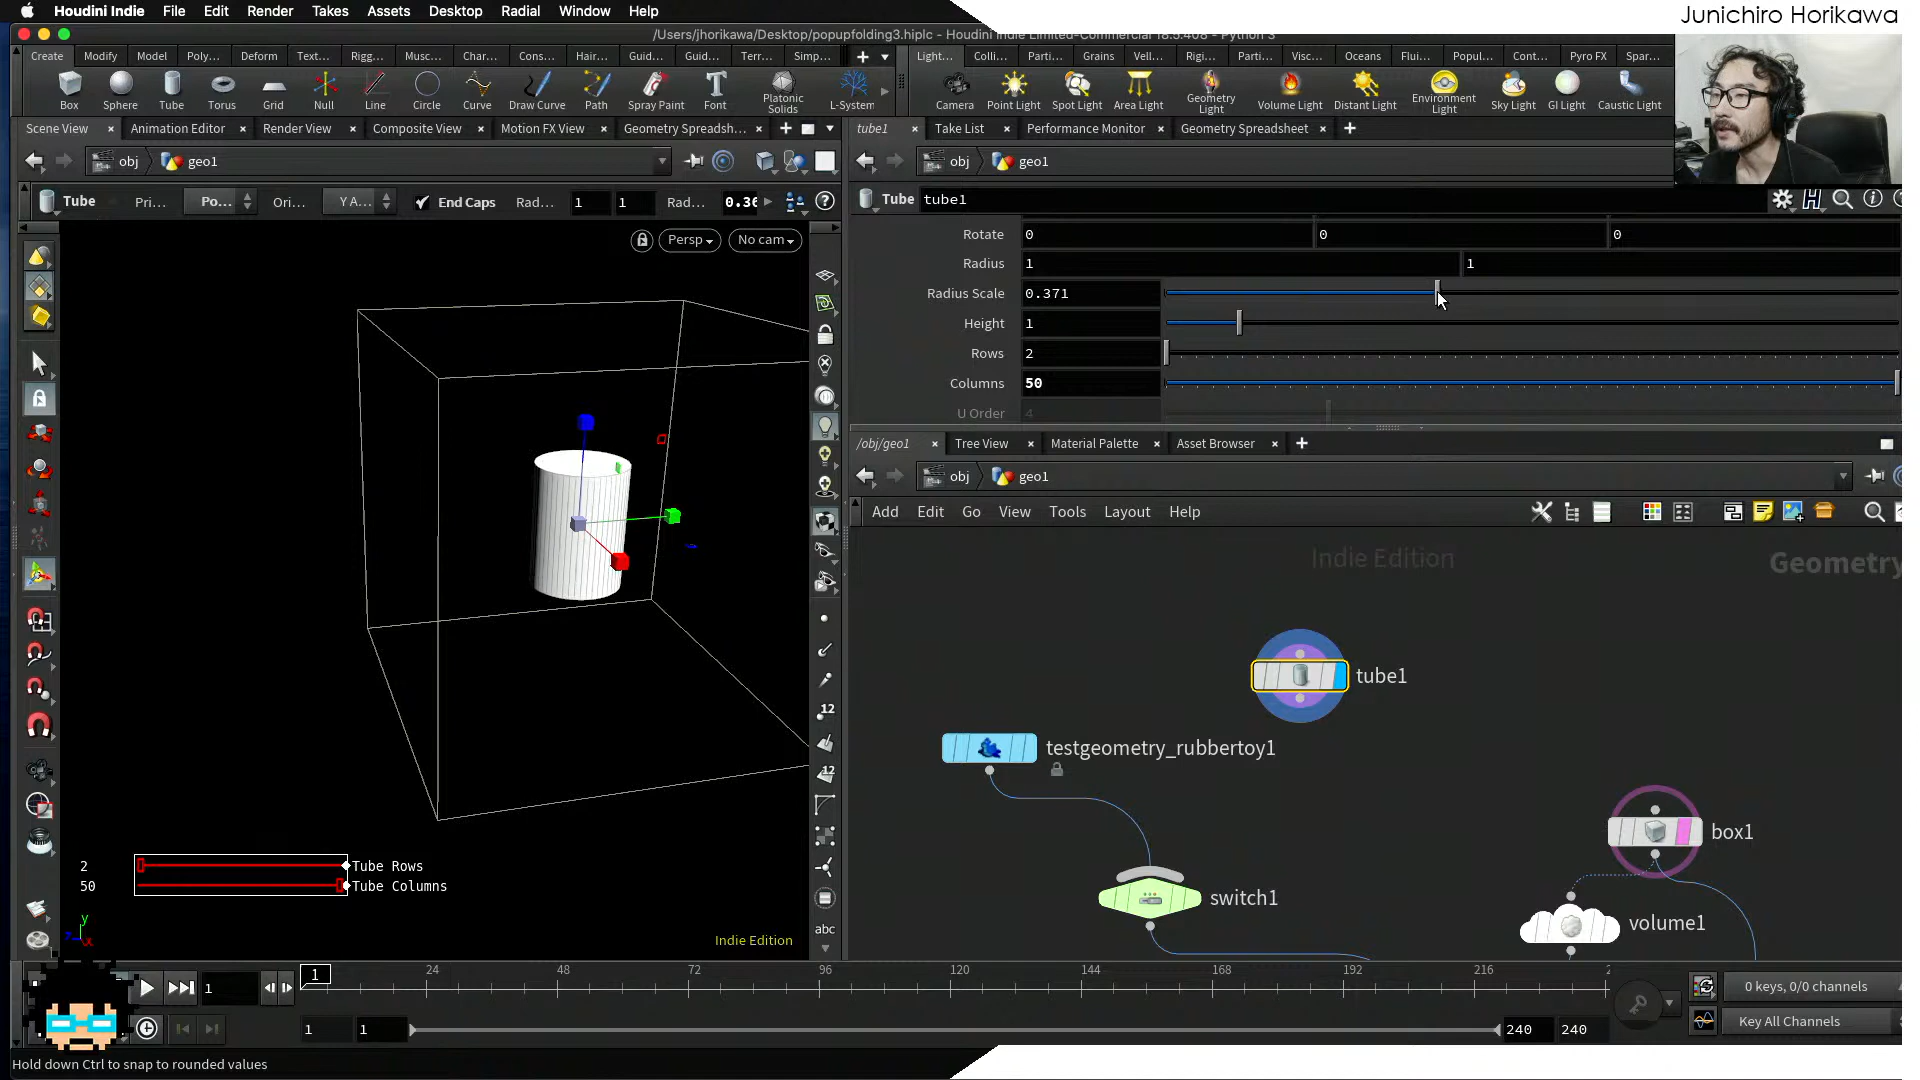 Houdini Indie File Edit Render Takes Assets Desktop Radial Window Help
Junichiro Horikawa
/Users/jhorikawa/Desktop/popupfolding3.hiplc - Houdini Indie Limited-Commercial 18.5.408 - Python 3
Create Modify Model Poly... Deform Text... Rigg... Musc... Char... Cons... Hair... Guid... Guid... Terr... Simp...
Light... Colli... Parti... Grains Vell... Rigi... Parti... Visc... Oceans Flui... Popul... Cont... Pyro FX Spar...
Box Sphere Tube Torus Grid Null Line Circle Curve Draw Curve Path Spray Paint Font Platonic Solids L-System
Camera Point Light Spot Light Area Light Geometry Light Volume Light Distant Light Environment Light Sky Light GI Light Caustic Light
Scene View Animation Editor Render View Composite View Motion FX View Geometry Spreadsh...
tube1 Take List Performance Monitor Geometry Spreadsheet
obj geo1
obj geo1
Tube Pri... Po... Ori... Y A... End Caps Rad... 1 1 Rad... 0.36
Tube tube1
Persp No cam
Rotate 0 0 0
Radius 1 1
Radius Scale 0.371
Height 1
Rows 2
Columns 50
U Order 4
/obj/geo1 Tree View Material Palette Asset Browser
obj geo1
Add Edit Go View Tools Layout Help
Indie Edition
Geometry
tube1
testgeometry_rubbertoy1
box1
switch1
volume1
12
12
abc
2 Tube Rows
50 Tube Columns
y
z x
Indie Edition
1 1 24 48 72 96 120 144 168 192 216 2
0 keys, 0/0 channels
1 1 240 240
Key All Channels
Hold down Ctrl to snap to rounded values